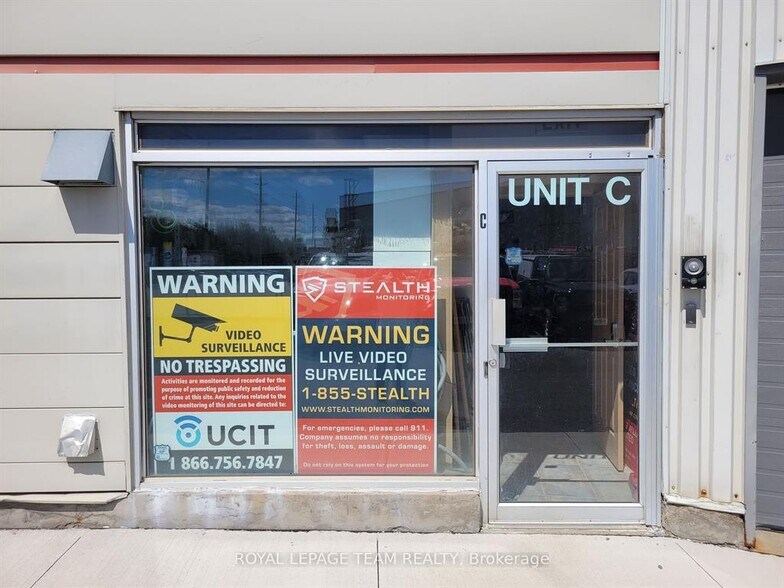 EXIT
UNIT C
C
WARNING
VIDEO
SURVEILLANCE
NO TRESPASSING
Activities are monitored and recorded for the
purpose of promoting public safety and reduction
of crime at this site. Any inquiries related to the
video monitoring of this site can be directed to:
UCIT
1 866.756.7847
STEALTH
MONITORING
WARNING
LIVE VIDEO
SURVEILLANCE
1-855-STEALTH
WWW.STEALTHMONITORING.COM
For emergencies, please call 911.
Company assumes no responsibility
for theft, loss, assault or damage.
Do not rely on this system for your protection
ROYAL LEPAGE TEAM REALTY, Brokerage